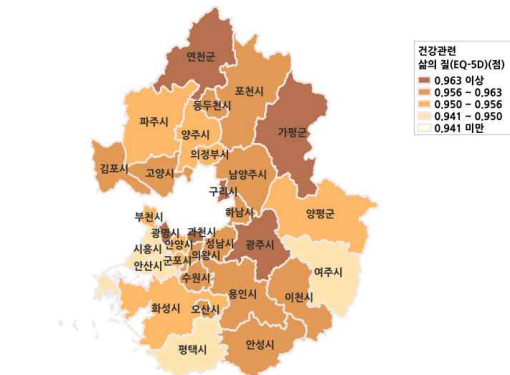 건강관련
삶의 질(EQ-5D)(점)
0.963 이상
0.956 ~ 0.963
0.950 ~ 0.956
0.941 ~ 0.950
0.941 미만
연천군
포천시
동두천시
파주시
가평군
양주시
의정부시
김포시
고양시
남양주시
구리시
하남시
양평군
부천시
광명시
과천시
시흥시
안양시
성남시
광주시
안산시
군포시
의왕시
여주시
수원시
용인시
이천시
화성시
오산시
평택시
안성시